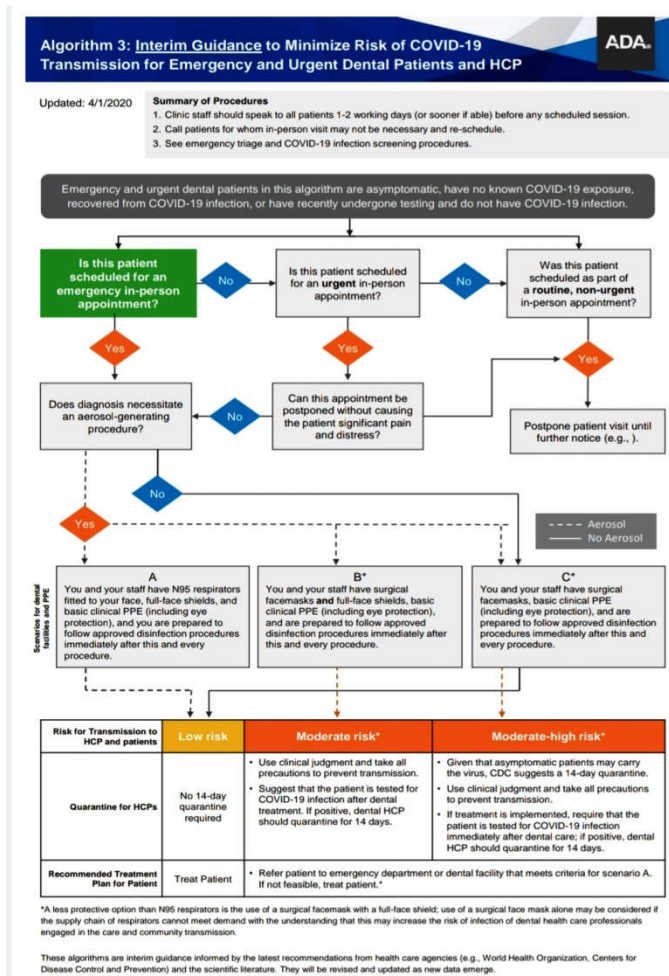 Algorithm 3: Interim Guidance to Minimize Risk of COVID-19
Transmission for Emergency and Urgent Dental Patients and HCP
ADA.
Updated: 4/1/2020
Summary of Procedures
1. Clinic staff should speak to all patients 1-2 working days (or sooner if able) before any scheduled session.
2. Call patients for whom in-person visit may not be necessary and re-schedule.
3. See emergency triage and COVID-19 infection screening procedures.
Emergency and urgent dental patients in this algorithm are asymptomatic, have no known COVID-19 exposure,
recovered from COVID-19 infection, or have recently undergone testing and do not have COVID-19 infection.
Is this patient
scheduled for an
emergency in-person
appointment?
No
Is this patient scheduled
for an urgent in-person
appointment?
No
Was this patient
scheduled as part of
a routine, non-urgent
in-person appointment?
Yes
Yes
Yes
Does diagnosis necessitate
an aerosol-generating
procedure?
No
Can this appointment be
postponed without causing
the patient significant pain
and distress?
Postpone patient visit until
further notice (e.g., ).
No
Yes
Aerosol
No Aerosol
Scenarios for dental
facilities and PPE
A
You and your staff have N95 respirators
fitted to your face, full-face shields, and
basic clinical PPE (including eye
protection), and you are prepared to
follow approved disinfection procedures
immediately after this and every
procedure.
B*
You and your staff have surgical
facemasks and full-face shields, basic
clinical PPE (including eye protection),
and are prepared to follow approved
disinfection procedures immediately after
this and every procedure.
C*
You and your staff have surgical
facemasks, basic clinical PPE
(including eye protection), and are
prepared to follow approved disinfection
procedures immediately after this and
every procedure.
Risk for Transmission to
HCP and patients
Low risk
Moderate risk*
Moderate-high risk*
Quarantine for HCPs
No 14-day
quarantine
required
• Use clinical judgment and take all
precautions to prevent transmission.
• Suggest that the patient is tested for
COVID-19 infection after dental
treatment. If positive, dental HCP
should quarantine for 14 days.
• Given that asymptomatic patients may carry
the virus, CDC suggests a 14-day quarantine.
• Use clinical judgment and take all precautions
to prevent transmission.
• If treatment is implemented, require that the
patient is tested for COVID-19 infection
immediately after dental care; if positive, dental
HCP should quarantine for 14 days.
Recommended Treatment
Plan for Patient
Treat Patient
• Refer patient to emergency department or dental facility that meets criteria for scenario A.
If not feasible, treat patient.*
*A less protective option than N95 respirators is the use of a surgical facemask with a full-face shield; use of a surgical face mask alone may be considered if
the supply chain of respirators cannot meet demand with the understanding that this may increase the risk of infection of dental health care professionals
engaged in the care and community transmission.
These algorithms are interim guidance informed by the latest recommendations from health care agencies (e.g., World Health Organization, Centers for
Disease Control and Prevention) and the scientific literature. They will be revised and updated as new data emerge.